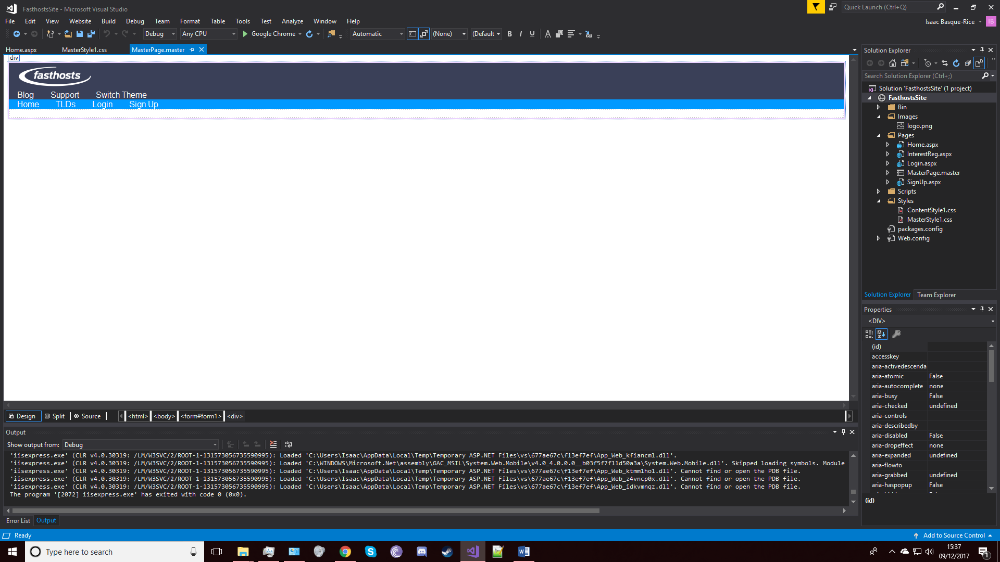 FasthostsSite - Microsoft Visual Studio
Quick Launch (Ctrl+Q)
File Edit View Website Build Debug Team Format Table Tools Test Analyze Window Help
Isaac Basque-Rice IB
Debug Any CPU Google Chrome Automatic (None) (Default B I U A
Home.aspx MasterStyle1.css MasterPage.master
div
fasthosts
Blog Support Switch Theme
Home TLDs Login Sign Up
Solution Explorer
Search Solution Explorer (Ctrl+;)
Solution 'FasthostsSite' (1 project)
FasthostsSite
Bin
Images
logo.png
Pages
Home.aspx
InterestReg.aspx
Login.aspx
MasterPage.master
SignUp.aspx
Scripts
Styles
ContentStyle1.css
MasterStyle1.css
packages.config
Web.config
Solution Explorer Team Explorer
Properties
<DIV>
(id)
accesskey
aria-activedescenda
aria-atomic False
aria-autocomplete none
aria-busy False
aria-checked undefined
aria-controls
aria-describedby
aria-disabled False
aria-dropeffect none
aria-expanded undefined
aria-flowto
aria-grabbed undefined
aria-haspopup False
(id)
Design Split Source <html> <body> <form#form1> <div>
Output
Show output from: Debug
'iisexpress.exe' (CLR v4.0.30319: /LM/W3SVC/2/ROOT-1-131573056735590995): Loaded 'C:\Users\Isaac\AppData\Local\Temp\Temporary ASP.NET Files\vs\677ae67c\f13ef7ef\App_Web_kfiancml.dll'.
'iisexpress.exe' (CLR v4.0.30319: /LM/W3SVC/2/ROOT-1-131573056735590995): Loaded 'C:\WINDOWS\Microsoft.Net\assembly\GAC_MSIL\System.Web.Mobile\v4.0_4.0.0.0__b03f5f7f11d50a3a\System.Web.Mobile.dll'. Skipped loading symbols. Module
'iisexpress.exe' (CLR v4.0.30319: /LM/W3SVC/2/ROOT-1-131573056735590995): Loaded 'C:\Users\Isaac\AppData\Local\Temp\Temporary ASP.NET Files\vs\677ae67c\f13ef7ef\App_Web_ktmm1ho1.dll'. Cannot find or open the PDB file.
'iisexpress.exe' (CLR v4.0.30319: /LM/W3SVC/2/ROOT-1-131573056735590995): Loaded 'C:\Users\Isaac\AppData\Local\Temp\Temporary ASP.NET Files\vs\677ae67c\f13ef7ef\App_Web_z4vncp0x.dll'. Cannot find or open the PDB file.
'iisexpress.exe' (CLR v4.0.30319: /LM/W3SVC/2/ROOT-1-131573056735590995): Loaded 'C:\Users\Isaac\AppData\Local\Temp\Temporary ASP.NET Files\vs\677ae67c\f13ef7ef\App_Web_idkvmnqz.dll'. Cannot find or open the PDB file.
The program '[2072] iisexpress.exe' has exited with code 0 (0x0).
Error List Output
Ready
Add to Source Control
Type here to search
15:37
09/12/2017
1